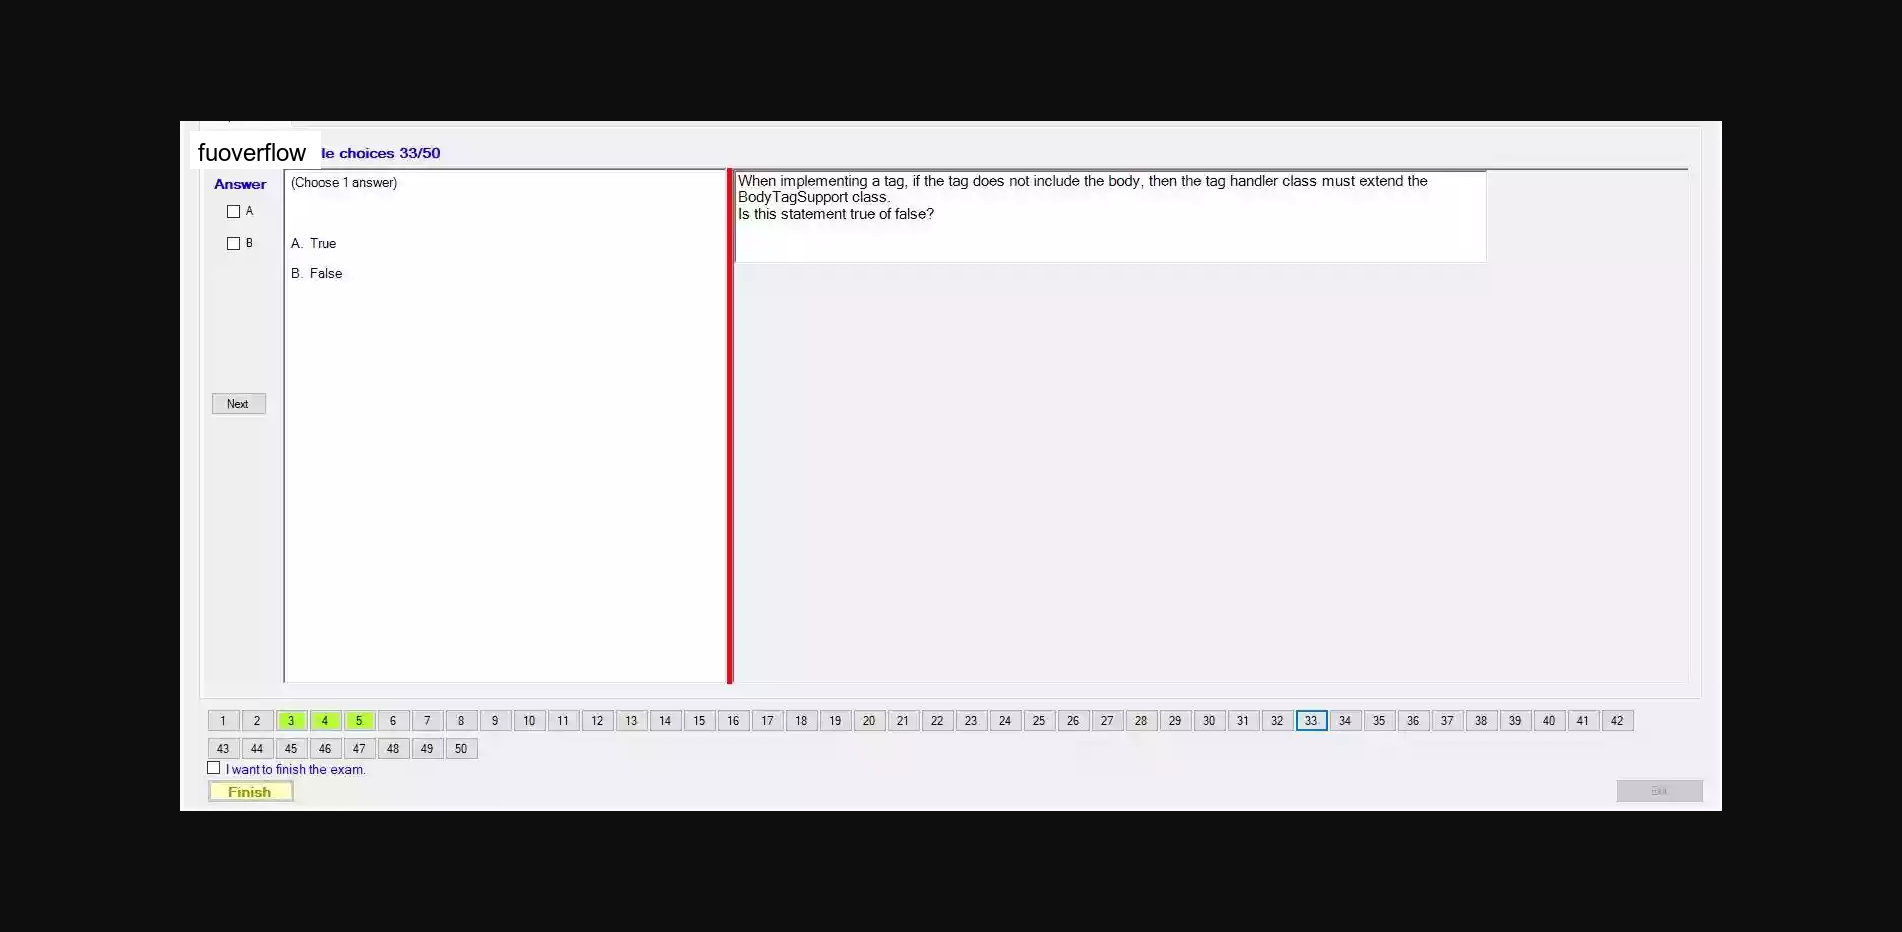 fuoverflow
le choices 33/50
Answer
(Choose 1 answer)
A
B
A. True
B. False
When implementing a tag, if the tag does not include the body, then the tag handler class must extend the
BodyTagSupport class.
Is this statement true of false?
Next
1 2 3 4 5 6 7 8 9 10 11 12 13 14 15 16 17 18 19 20 21 22 23 24 25 26 27 28 29 30 31 32 33 34 35 36 37 38 39 40 41 42
43 44 45 46 47 48 49 50
I want to finish the exam.
Finish
Exit